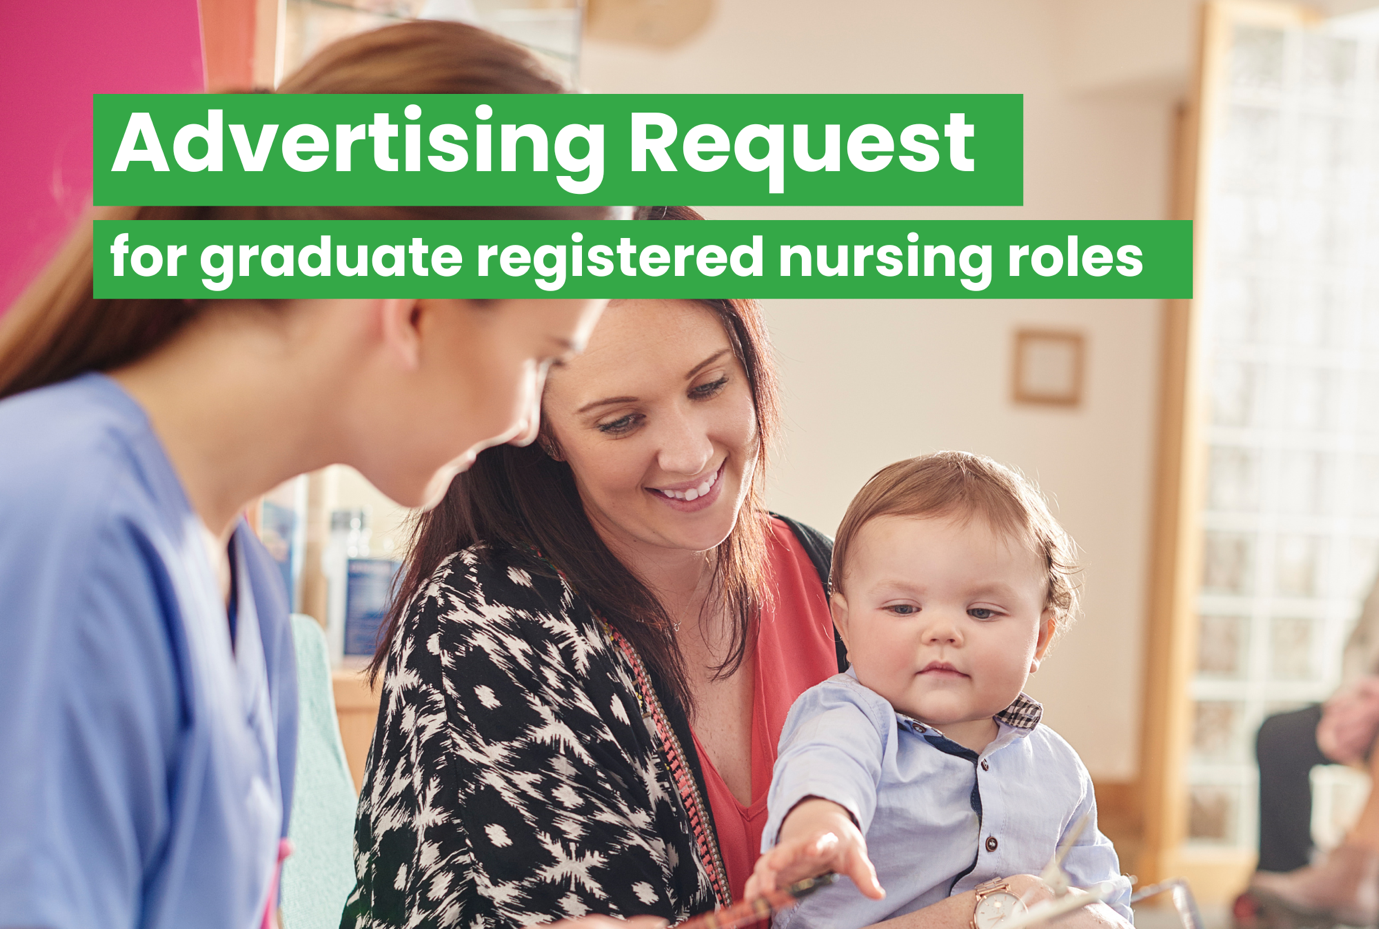 Advertising Request
for graduate registered nursing roles